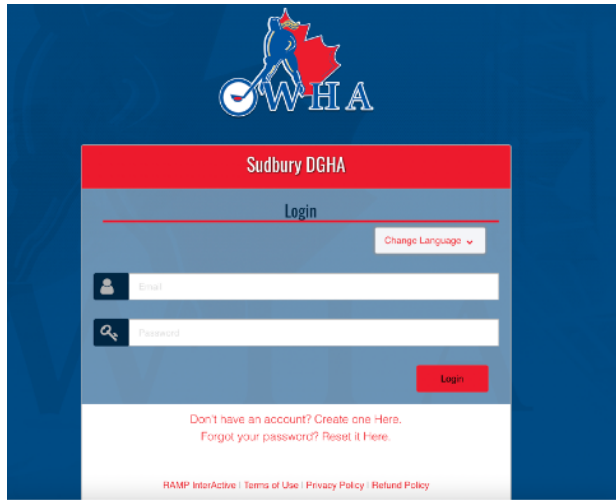 OWHA
Sudbury DGHA
Login
Change Language
Email
Password
Login
Don't have an account? Create one Here.
Forgot your password? Reset it Here.
RAMP InterActive | Terms of Use | Privacy Policy | Refund Policy